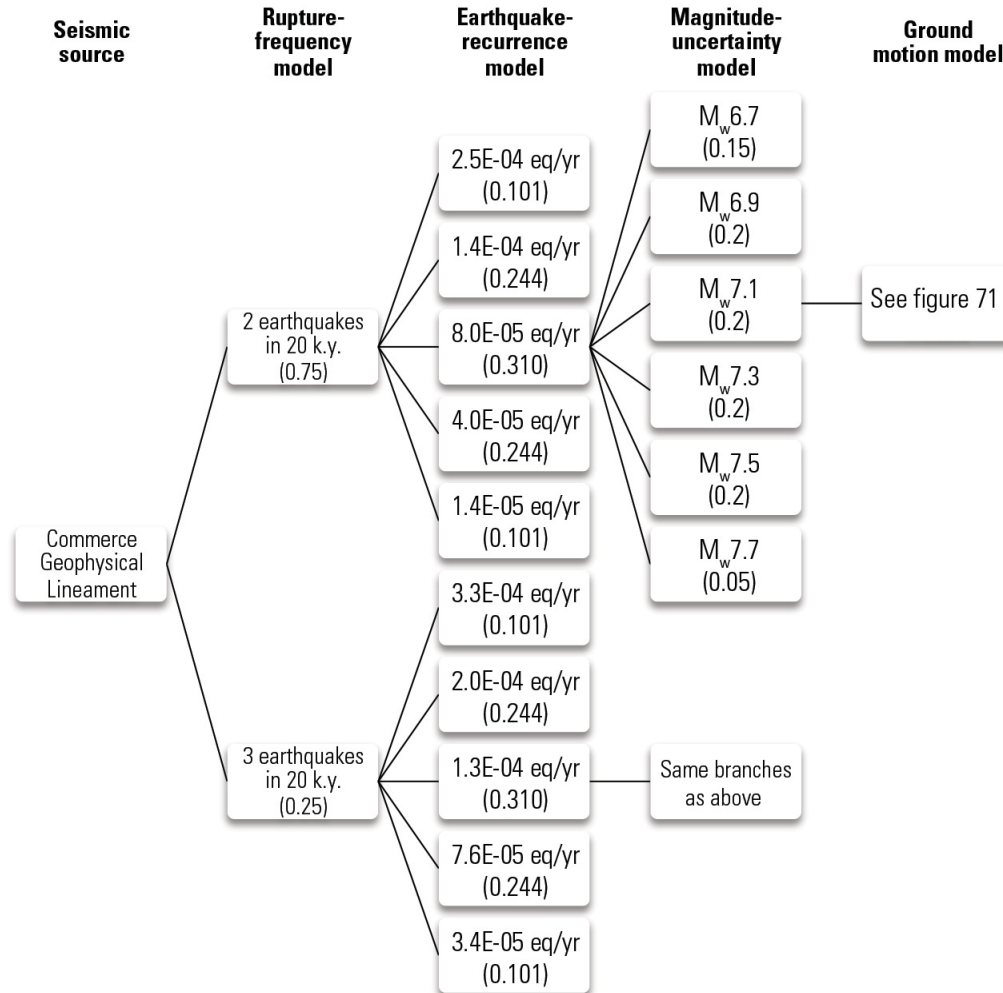 Seismic
source
Rupture-
frequency
model
Earthquake-
recurrence
model
Magnitude-
uncertainty
model
Ground
motion model
Commerce
Geophysical
Lineament
2 earthquakes
in 20 k.y.
(0.75)
3 earthquakes
in 20 k.y.
(0.25)
2.5E-04 eq/yr
(0.101)
1.4E-04 eq/yr
(0.244)
8.0E-05 eq/yr
(0.310)
4.0E-05 eq/yr
(0.244)
1.4E-05 eq/yr
(0.101)
3.3E-04 eq/yr
(0.101)
2.0E-04 eq/yr
(0.244)
1.3E-04 eq/yr
(0.310)
7.6E-05 eq/yr
(0.244)
3.4E-05 eq/yr
(0.101)
Mw6.7
(0.15)
Mw6.9
(0.2)
Mw7.1
(0.2)
Mw7.3
(0.2)
Mw7.5
(0.2)
Mw7.7
(0.05)
Same branches
as above
See figure 71